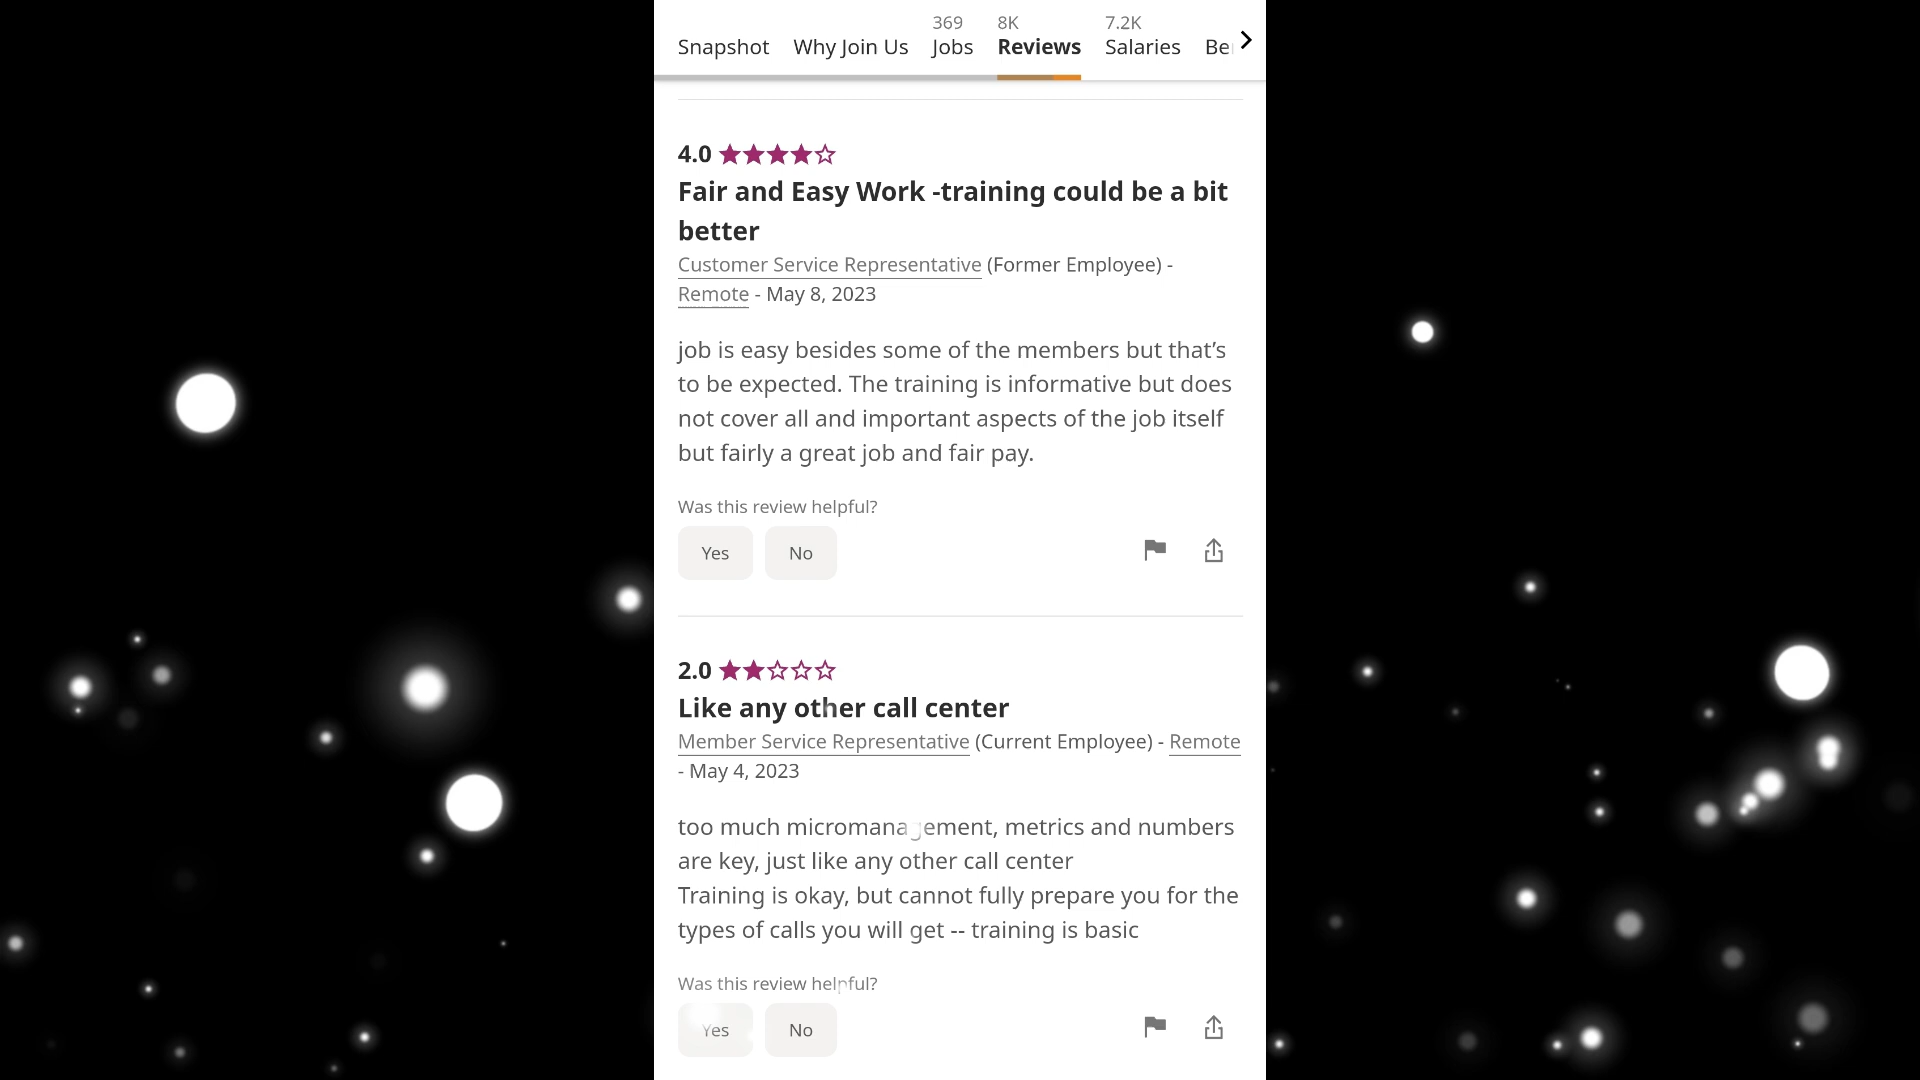 369 8K 7.2K
Snapshot Why Join Us Jobs Reviews Salaries Be
4.0
Fair and Easy Work -training could be a bit
better
Customer Service Representative (Former Employee) -
Remote - May 8, 2023
job is easy besides some of the members but that’s
to be expected. The training is informative but does
not cover all and important aspects of the job itself
but fairly a great job and fair pay.
Was this review helpful?
Yes No
2.0
Like any other call center
Member Service Representative (Current Employee) - Remote
- May 4, 2023
too much micromanagement, metrics and numbers
are key, just like any other call center
Training is okay, but cannot fully prepare you for the
types of calls you will get -- training is basic
Was this review helpful?
Yes No